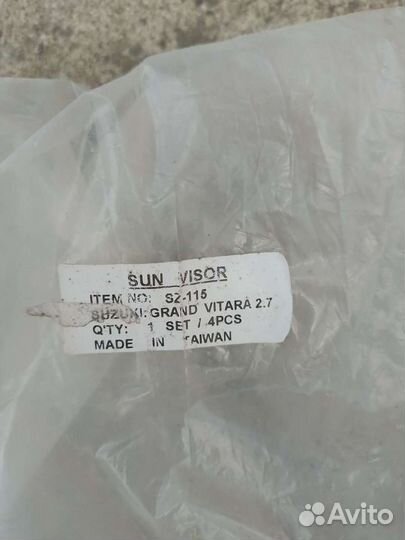 SUN VISOR
ITEM NO: SZ-115
SUZUKI: GRAND VITARA 2.7
Q'TY: 1 SET / 4PCS
MADE IN TAIWAN
Avito